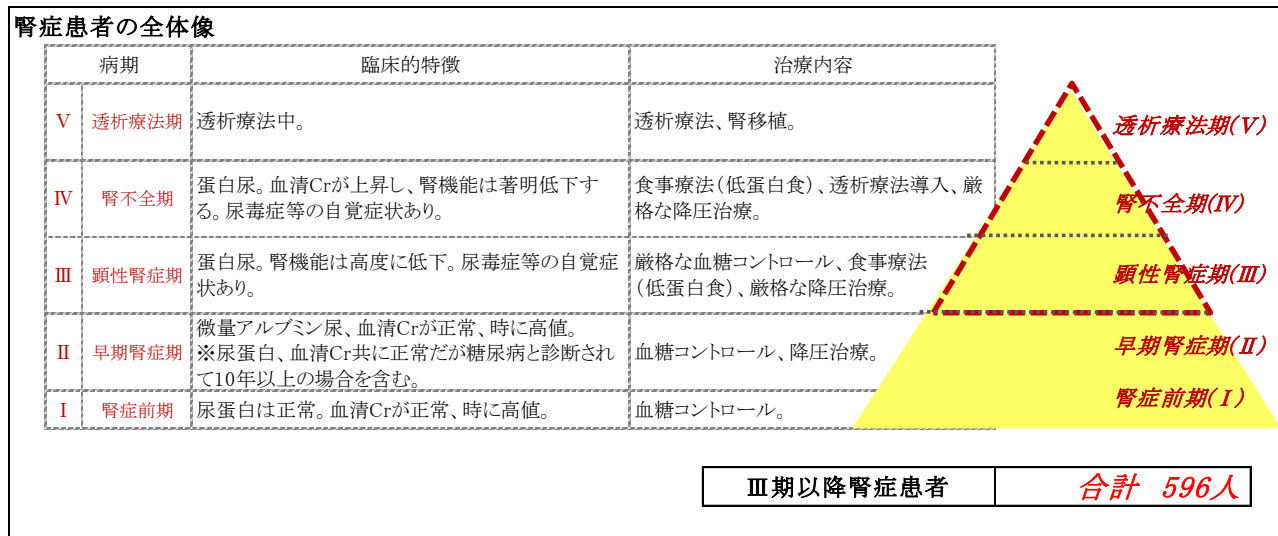 腎症患者の全体像
病期 臨床的特徴 治療内容
Ⅴ 透析療法期 透析療法中。 透析療法、腎移植。
Ⅳ 腎不全期 蛋白尿。血清Crが上昇し、腎機能は著明低下す
る。尿毒症等の自覚症状あり。
食事療法(低蛋白食)、透析療法導入、厳
格な降圧治療。
Ⅲ 顕性腎症期 蛋白尿。腎機能は高度に低下。尿毒症等の自覚症
状あり。
厳格な血糖コントロール、食事療法
(低蛋白食)、厳格な降圧治療。
Ⅱ 早期腎症期 微量アルブミン尿、血清Crが正常、時に高値。
※尿蛋白、血清Cr共に正常だが糖尿病と診断され
て10年以上の場合を含む。
血糖コントロール、降圧治療。
Ⅰ 腎症前期 尿蛋白は正常。血清Crが正常、時に高値。 血糖コントロール。
透析療法期(Ⅴ)
腎不全期(Ⅳ)
顕性腎症期(Ⅲ)
早期腎症期(Ⅱ)
腎症前期(Ⅰ)
Ⅲ期以降腎症患者 合計 596人